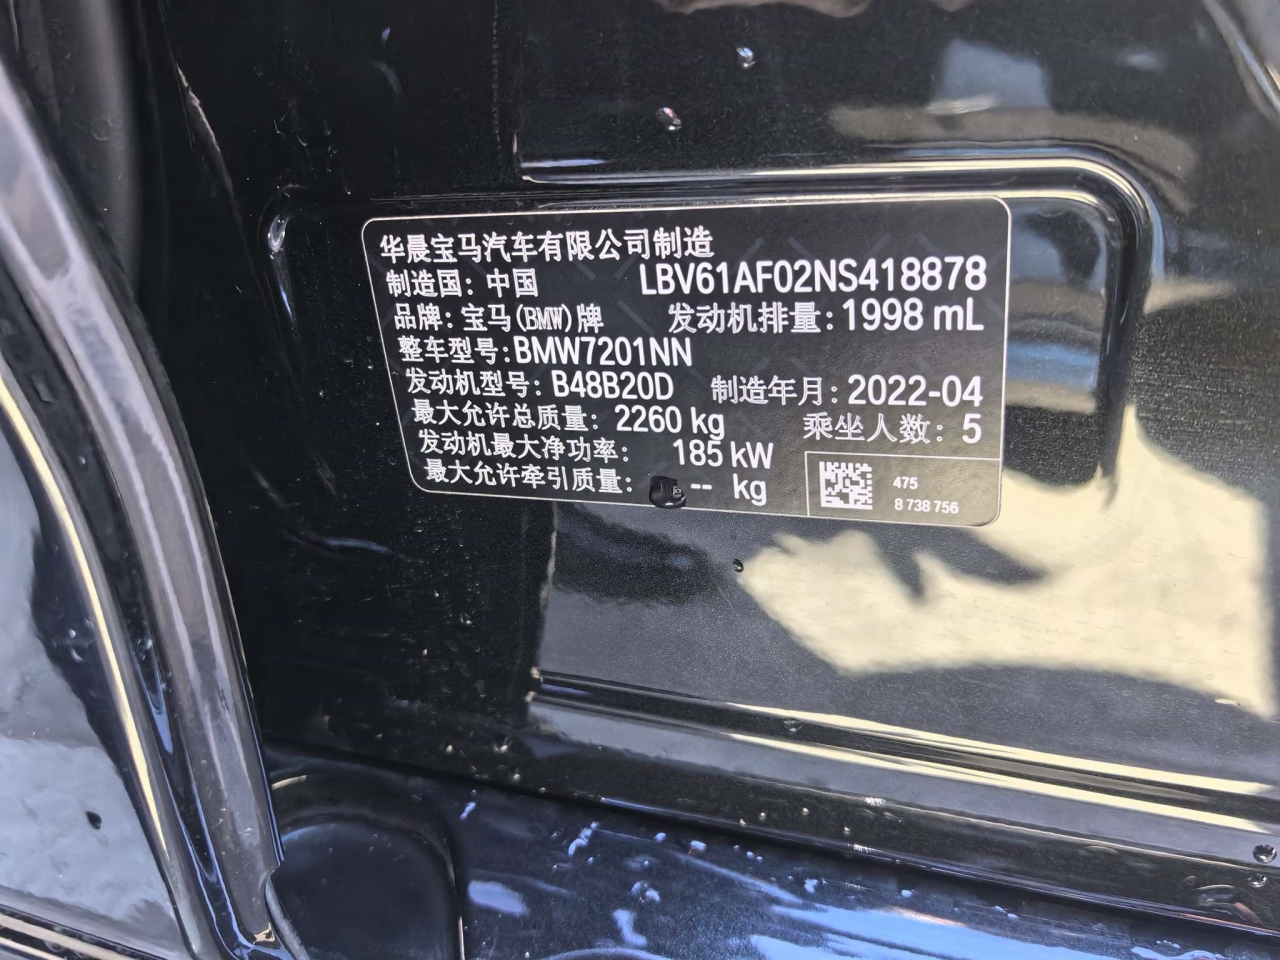 华晨宝马汽车有限公司制造
制造国: 中国 LBV61AF02NS418878
品牌: 宝马(BMW)牌 发动机排量: 1998 mL
整车型号: BMW7201NN
发动机型号: B48B20D 制造年月: 2022-04
最大允许总质量: 2260 kg 乘坐人数: 5
发动机最大净功率: 185 kW
最大允许牵引质量: -- kg
475
8 738 756